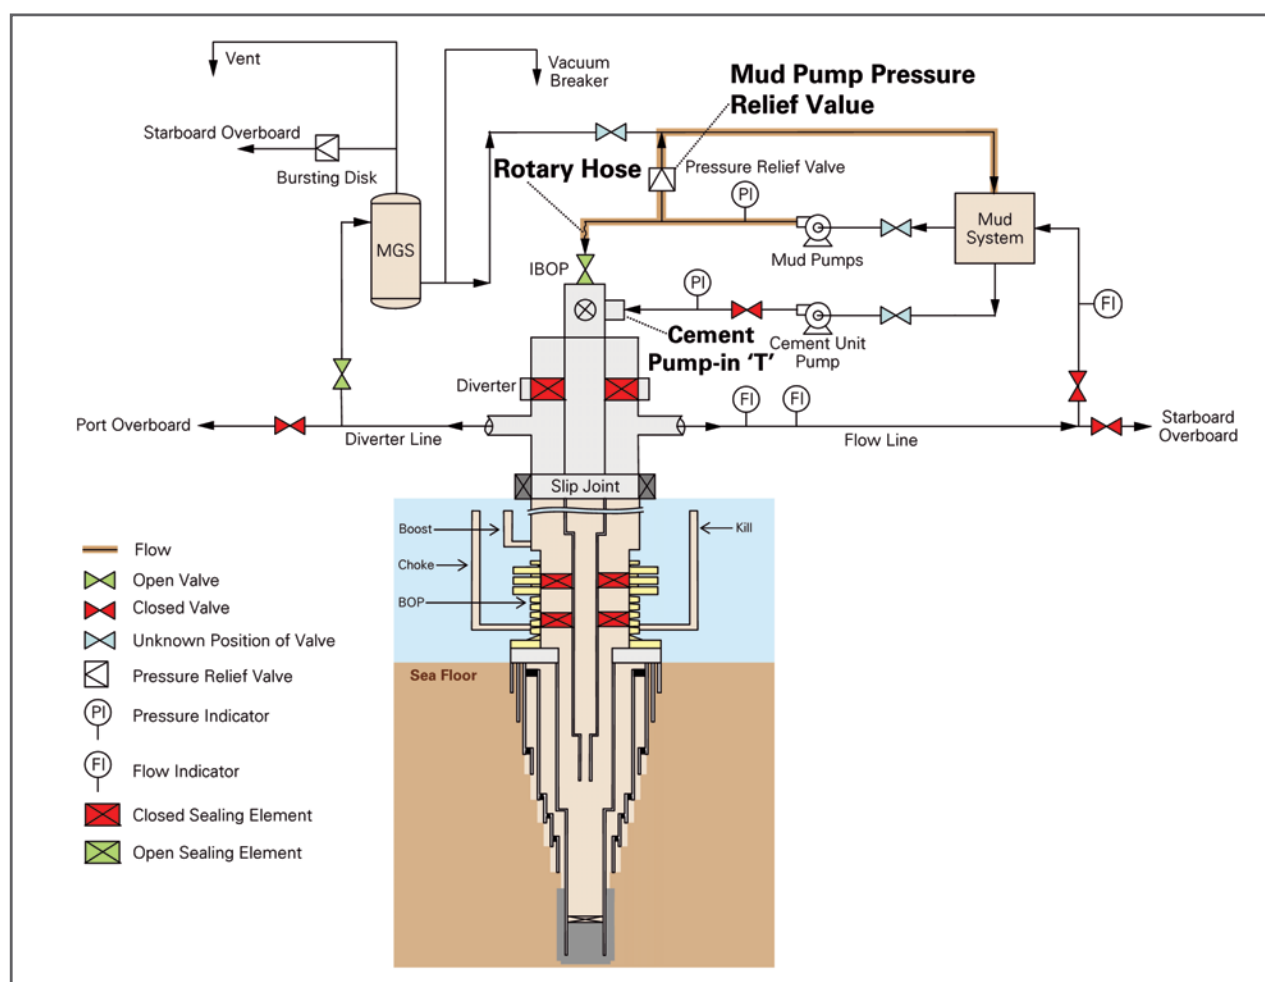 Vent
Vacuum
Breaker
Mud Pump Pressure
Relief Value
Starboard Overboard
Bursting Disk
Rotary Hose
Pressure Relief Valve
PI
MGS
Mud
System
Mud Pumps
IBOP
PI
FI
Cement
Pump-in ‘T’
Cement Unit
Pump
Diverter
FI
FI
Port Overboard
Diverter Line
Flow Line
Starboard
Overboard
Slip Joint
Boost
Kill
Choke
BOP
Sea Floor
Flow
Open Valve
Closed Valve
Unknown Position of Valve
Pressure Relief Valve
PI
Pressure Indicator
FI
Flow Indicator
Closed Sealing Element
Open Sealing Element